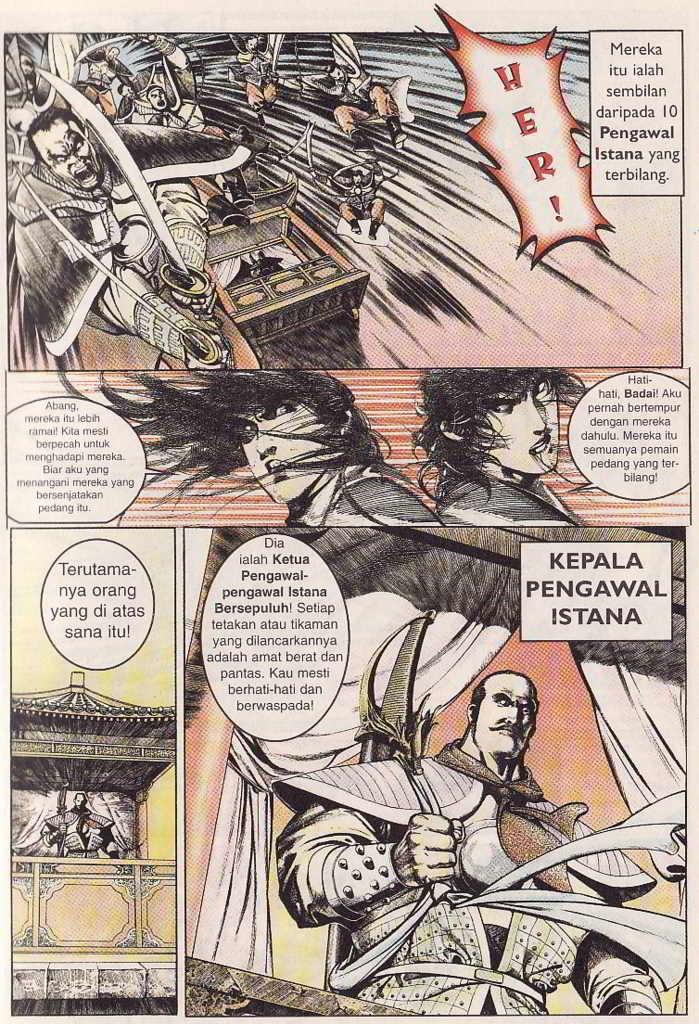 HER!
Mereka
itu ialah
sembilan
daripada 10
Pengawal
Istana yang
terbilang.
Abang,
mereka itu lebih
ramai! Kita mesti
berpecah untuk
menghadapi mereka.
Biar aku yang
menangani mereka yang
bersenjatakan
pedang itu.
Hati-
hati, Badai! Aku
pernah bertempur
dengan mereka
dahulu. Mereka itu
semuanya pemain
pedang yang ter-
bilang!
Terutama-
nya orang
yang di atas
sana itu!
Dia
ialah Ketua
Pengawal-
pengawal Istana
Bersepuluh! Setiap
tetakan atau tikaman
yang dilancarkannya
adalah amat berat dan
pantas. Kau mesti
berhati-hati dan
berwaspada!
KEPALA
PENGAWAL
ISTANA